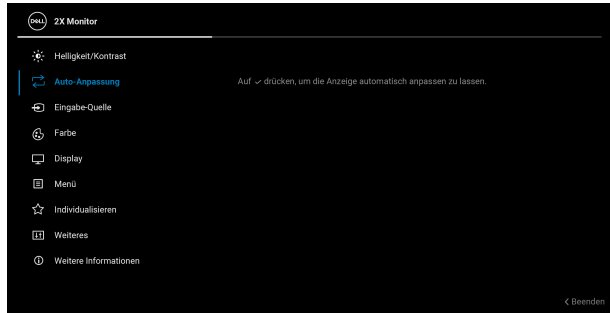 DELL
2X Monitor
Helligkeit/Kontrast
Auto-Anpassung
Auf ✓ drücken, um die Anzeige automatisch anpassen zu lassen.
Eingabe-Quelle
Farbe
Display
Menü
Individualisieren
Weiteres
Weitere Informationen
Beenden